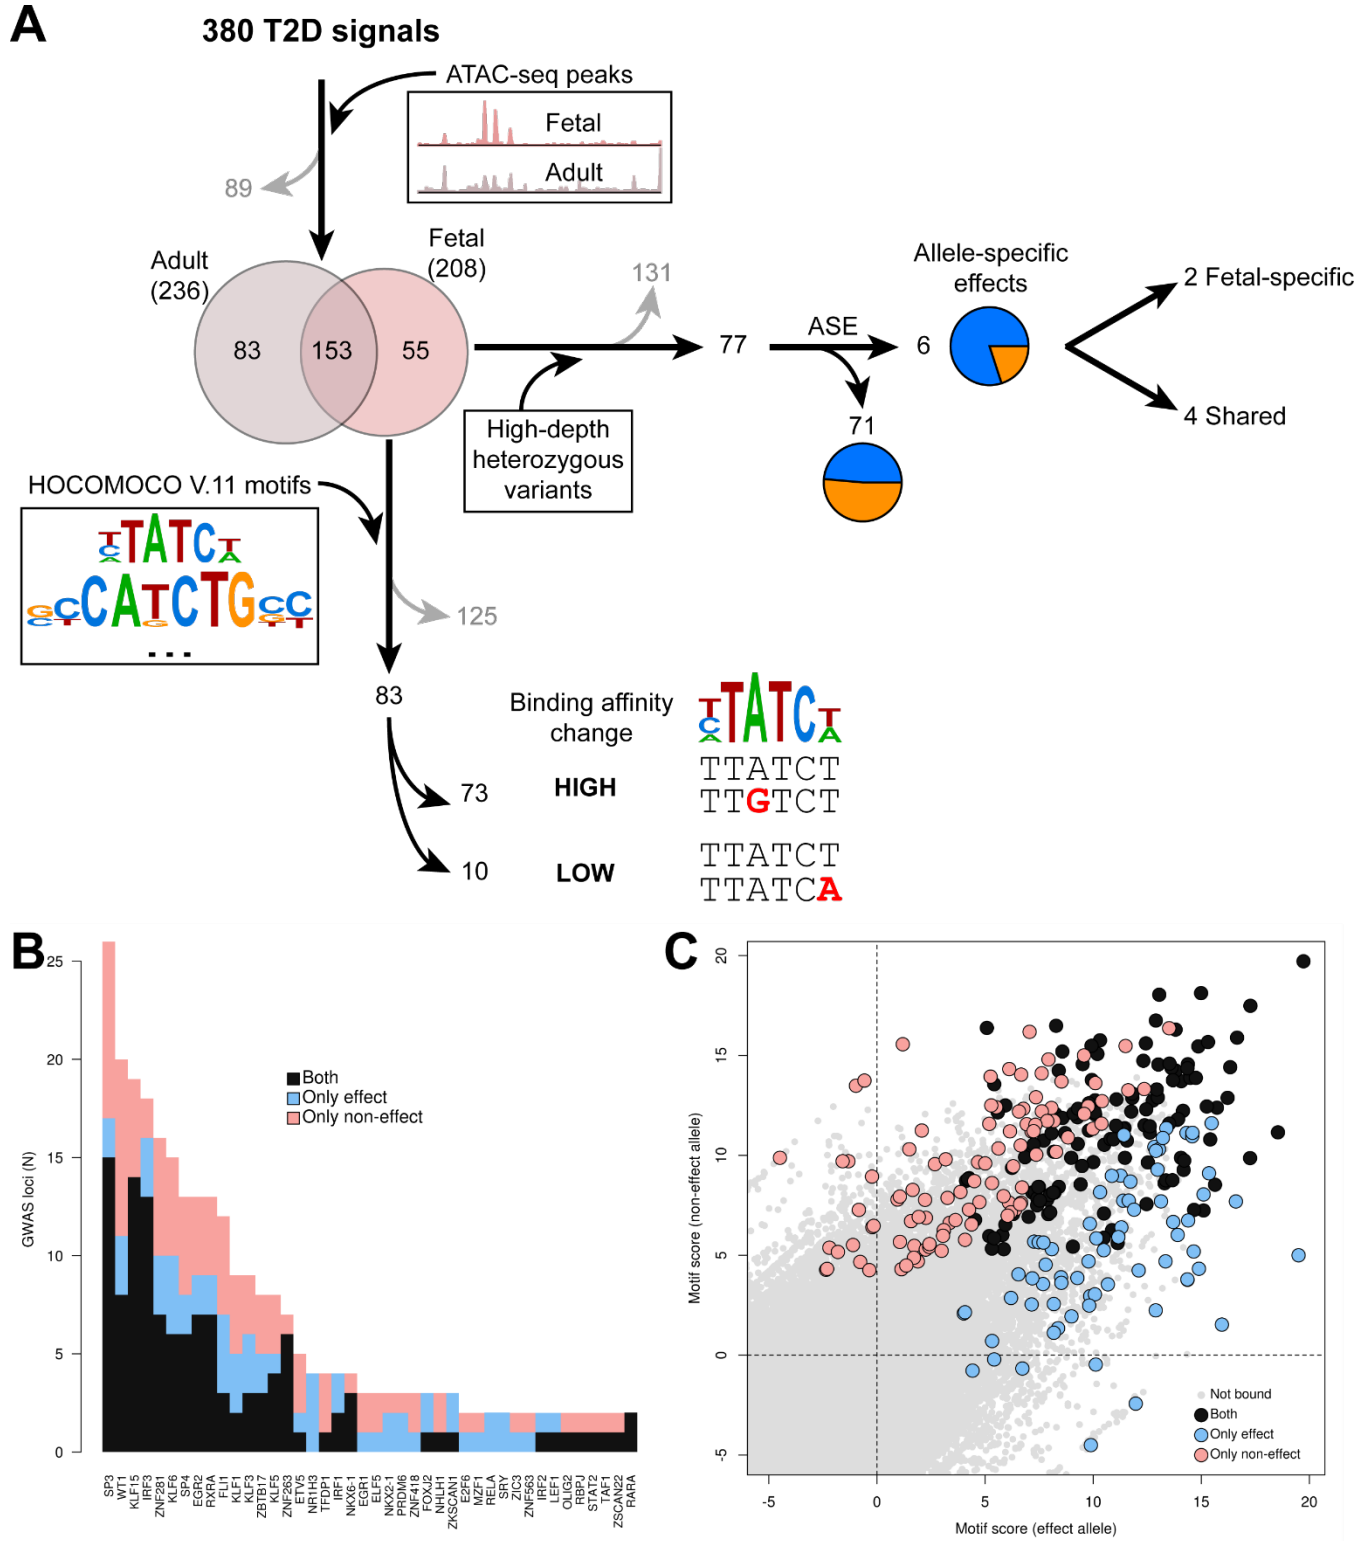 A
380 T2D signals
ATAC-seq peaks
Fetal
Adult
89
Adult
(236)
Fetal
(208)
83
153
55
131
77
ASE
Allele-specific
effects
6
2 Fetal-specific
4 Shared
71
High-depth
heterozygous
variants
HOCOMOCO V.11 motifs
TTATCT
CCATCTG
...
125
83
Binding affinity
change
73
HIGH
TTATCT
TTGTCT
10
LOW
TTATCT
TTATCA
B
GWAS loci (N)
25
20
15
10
5
0
Both
Only effect
Only non-effect
SP3
WT1
KLF15
IRF3
ZNF281
KLF6
SP4
EGR2
RXRA
FLI1
KLF1
KLF3
ZBTB17
KLF5
ZNF263
ETV5
NR1H3
TFDP1
IRF1
NKX6-1
EGR1
ELF5
NKX2-1
PRDM6
ZNF418
FOXJ2
NHLH1
ZKSCAN1
E2F6
MZF1
RELA
SRY
ZIC3
ZNF563
IRF2
LEF1
OLIG2
RBPJ
STAT2
TAF1
ZSCAN22
RARA
C
Motif score (non-effect allele)
20
15
10
5
0
-5
Not bound
Both
Only effect
Only non-effect
-5
0
5
10
15
20
Motif score (effect allele)